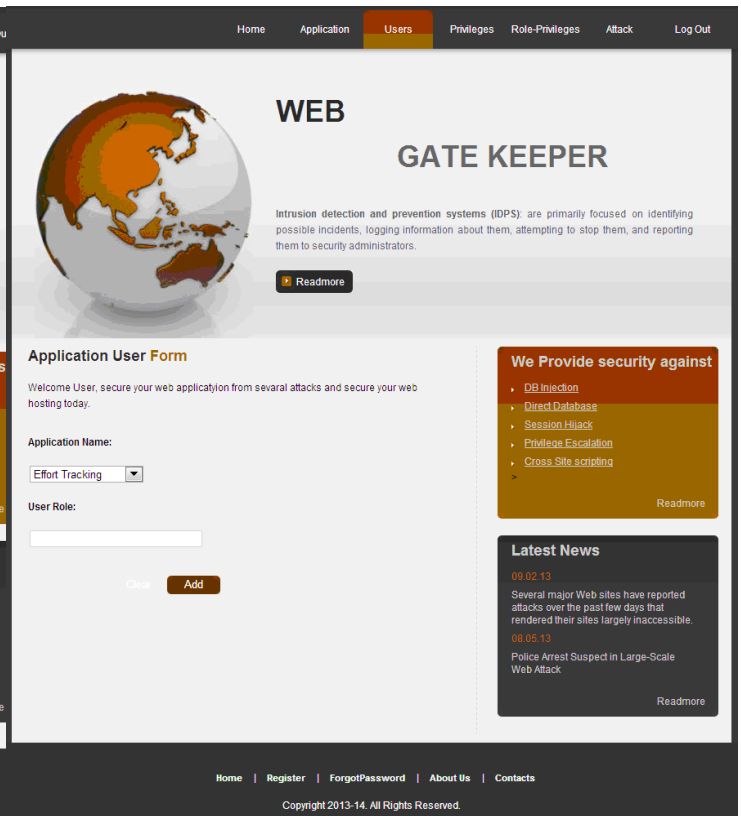 Home Application Users Privileges Role-Privileges Attack Log Out
WEB
GATE KEEPER
Intrusion detection and prevention systems (IDPS): are primarily focused on identifying
possible incidents, logging information about them, attempting to stop them, and reporting
them to security administrators.
Readmore
Application User Form
Welcome User, secure your web applicatyion from sevaral attacks and secure your web
hosting today.
Application Name:
Effort Tracking
User Role:
Clear Add
We Provide security against
DB Injection
Direct Database
Session Hijack
Privilege Escalation
Cross Site scripting
>
Readmore
Latest News
09.02.13
Several major Web sites have reported
attacks over the past few days that
rendered their sites largely inaccessible.
08.05.13
Police Arrest Suspect in Large-Scale
Web Attack
Readmore
Home | Register | ForgotPassword | About Us | Contacts
Copyright 2013-14. All Rights Reserved.